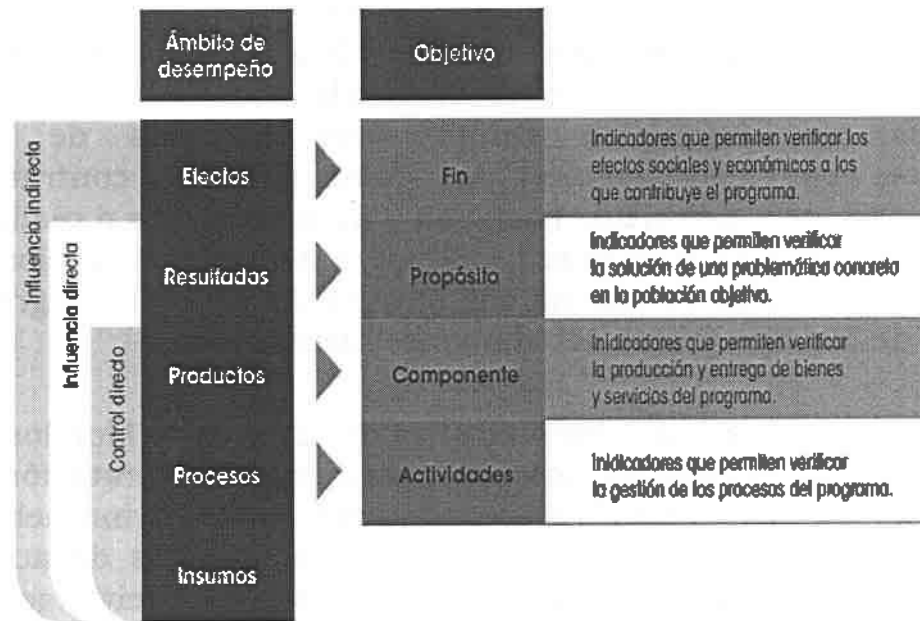 Ámbito de
desempeño
Objetivo
Influencia indirecta
Influencia directa
Control directo
Efectos
Fin
Indicadores que permiten verificar los
efectos sociales y económicos a los
que contribuye el programa.
Resultados
Propósito
Indicadores que permiten verificar
la solución de una problemática concreta
en la población objetivo.
Productos
Componente
Inidicadores que permiten verificar
la producción y entrega de bienes
y servicios del programa.
Procesos
Actividades
Inidicadores que permiten verificar
la gestión de los procesos del programa.
Insumos